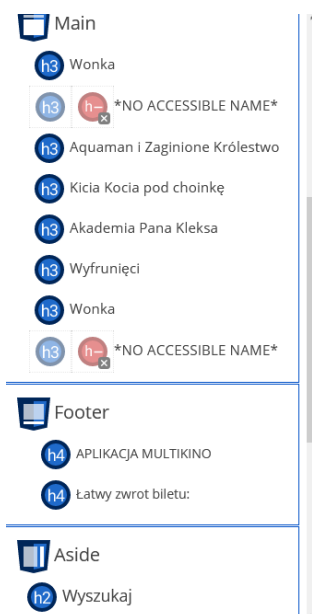 Main
h3 Wonka
h3 h- *NO ACCESSIBLE NAME*
h3 Aquaman i Zaginione Królestwo
h3 Kicia Kocia pod choinkę
h3 Akademia Pana Kleksa
h3 Wyfrunięci
h3 Wonka
h3 h- *NO ACCESSIBLE NAME*
Footer
h4 APLIKACJA MULTIKINO
h4 Łatwy zwrot biletu:
Aside
h2 Wyszukaj